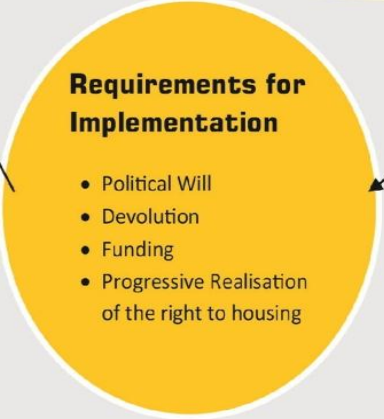 Requirements for
Implementation
• Political Will
• Devolution
• Funding
• Progressive Realisation
of the right to housing